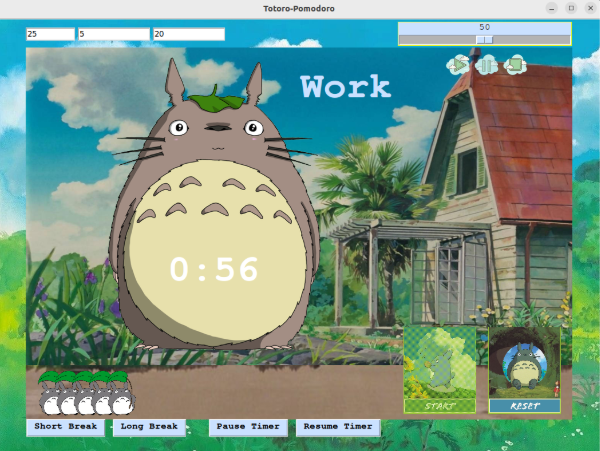 Totoro-Pomodoro
25 5 20
50
Work
0:56
START RESET
Short Break Long Break Pause Timer Resume Timer